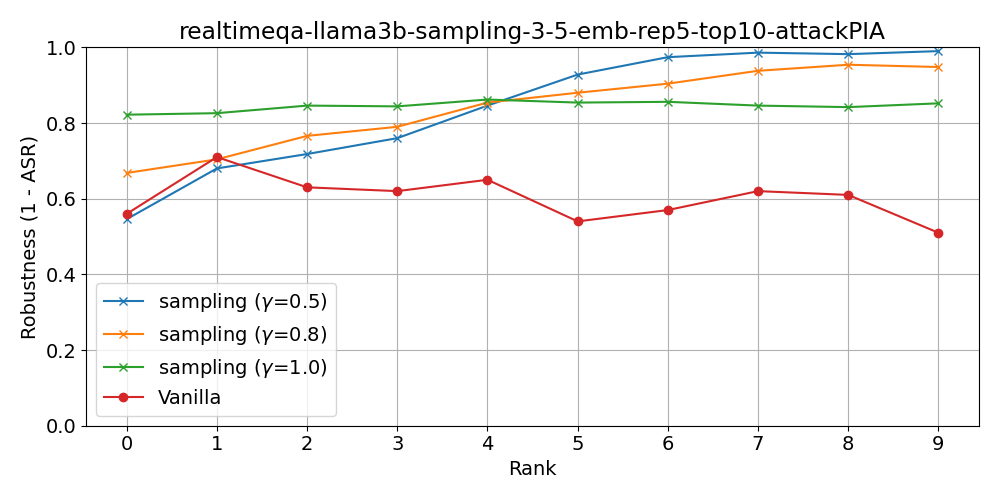 realtimeqa-llama3b-sampling-3-5-emb-rep5-top10-attackPIA
Robustness (1 - ASR)
1.0
0.8
0.6
0.4
0.2
0.0
sampling (γ=0.5)
sampling (γ=0.8)
sampling (γ=1.0)
Vanilla
0 1 2 3 4 5 6 7 8 9
Rank